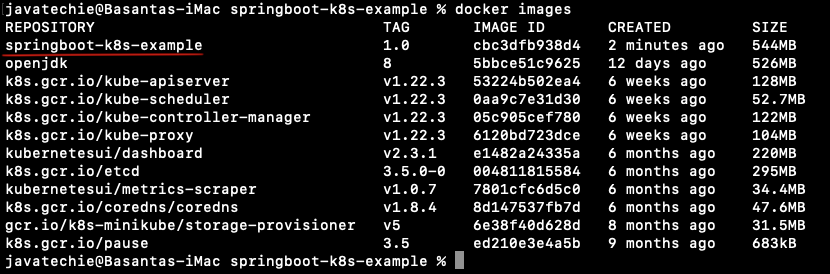 javatechie@Basantas-iMac springboot-k8s-example % docker images
REPOSITORY TAG IMAGE ID CREATED SIZE
springboot-k8s-example 1.0 cbc3dfb938d4 2 minutes ago 544MB
openjdk 8 5bbce51c9625 12 days ago 526MB
k8s.gcr.io/kube-apiserver v1.22.3 53224b502ea4 6 weeks ago 128MB
k8s.gcr.io/kube-scheduler v1.22.3 0aa9c7e31d30 6 weeks ago 52.7MB
k8s.gcr.io/kube-controller-manager v1.22.3 05c905cef780 6 weeks ago 122MB
k8s.gcr.io/kube-proxy v1.22.3 6120bd723dce 6 weeks ago 104MB
kubernetesui/dashboard v2.3.1 e1482a24335a 6 months ago 220MB
k8s.gcr.io/etcd 3.5.0-0 004811815584 6 months ago 295MB
kubernetesui/metrics-scraper v1.0.7 7801cfc6d5c0 6 months ago 34.4MB
k8s.gcr.io/coredns/coredns v1.8.4 8d147537fb7d 6 months ago 47.6MB
gcr.io/k8s-minikube/storage-provisioner v5 6e38f40d628d 8 months ago 31.5MB
k8s.gcr.io/pause 3.5 ed210e3e4a5b 9 months ago 683kB
javatechie@Basantas-iMac springboot-k8s-example %